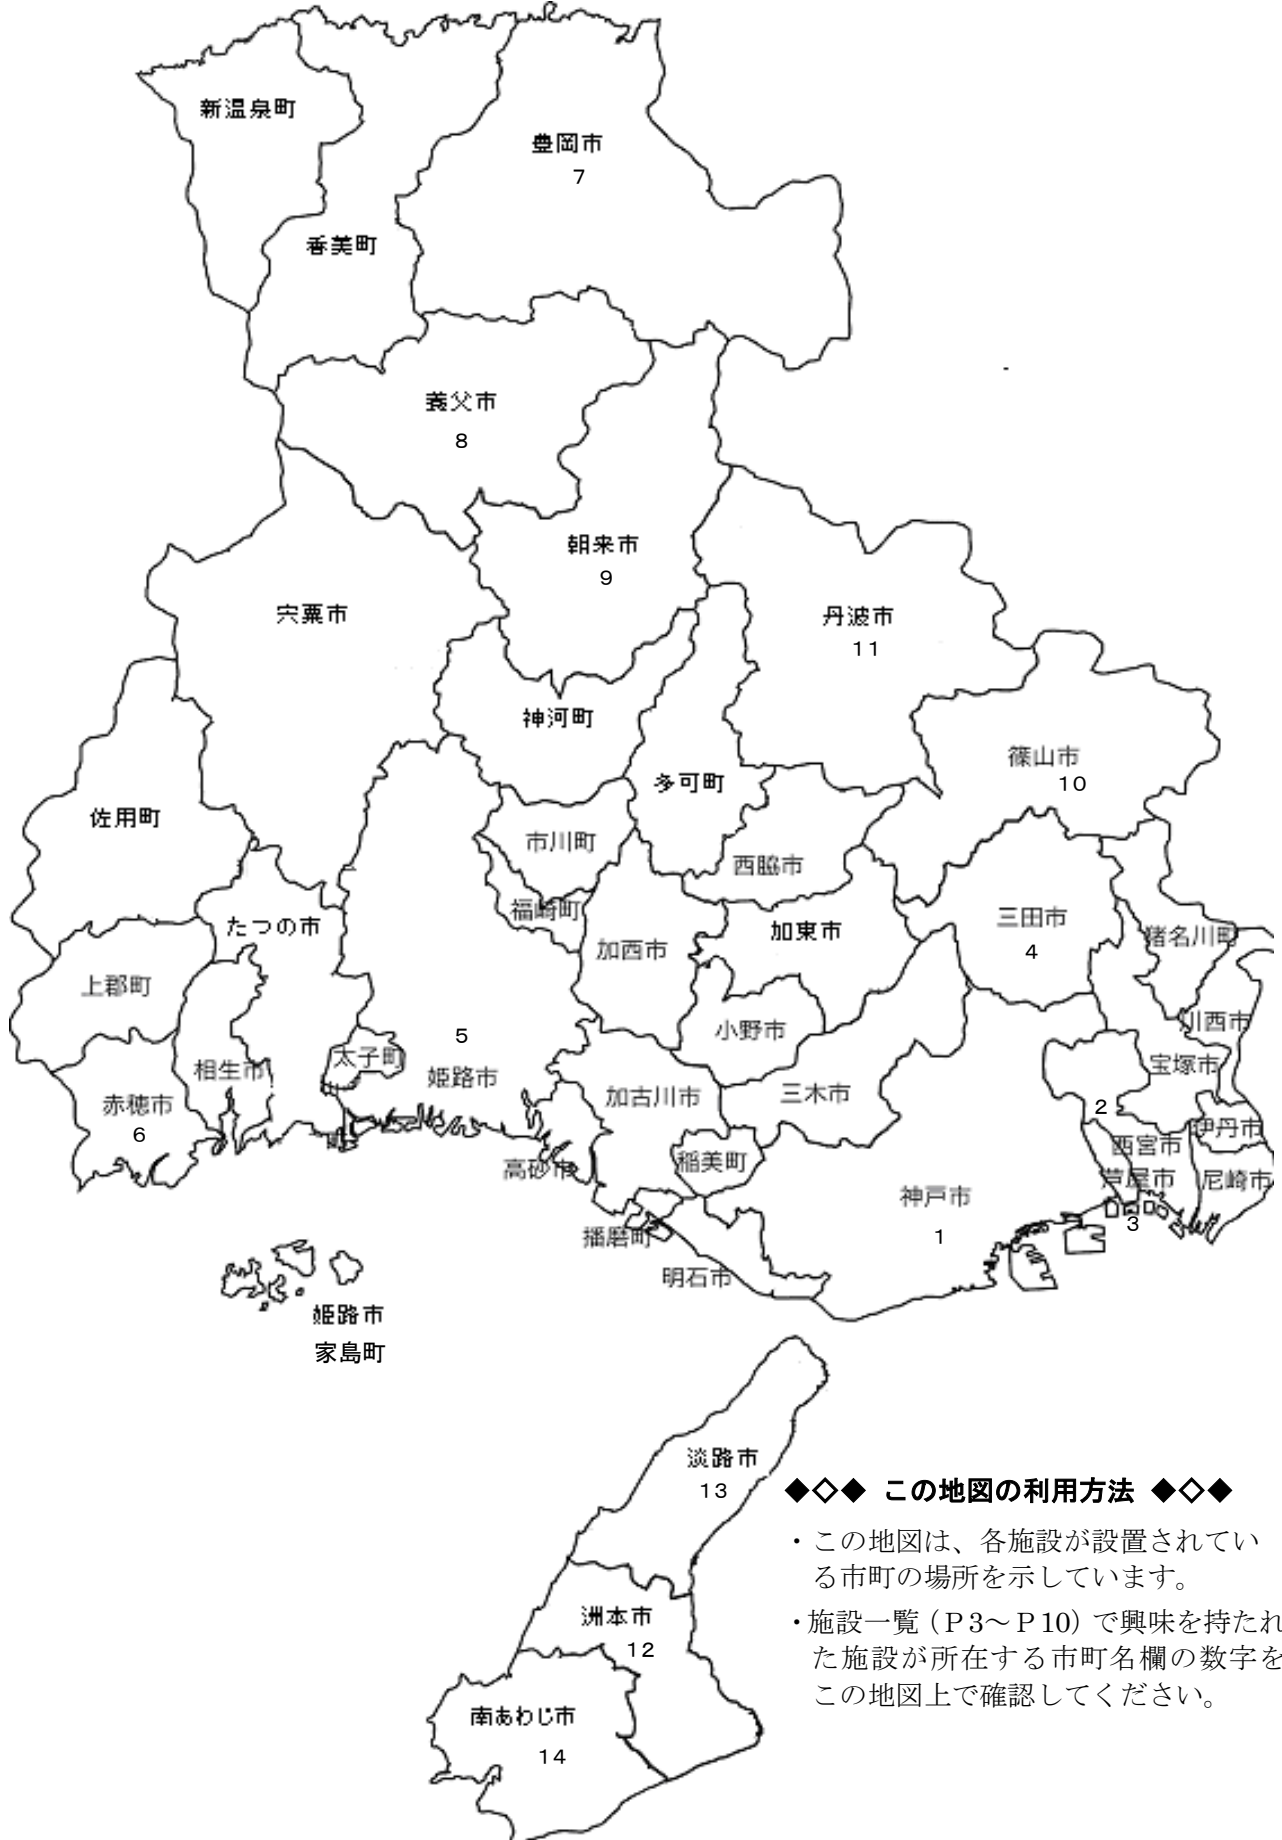 新温泉町
豊岡市
7
香美町
養父市
8
朝来市
9
宍粟市
丹波市
11
神河町
篠山市
10
多可町
佐用町
市川町
西脇市
福崎町
たつの市
加西市
加東市
三田市
4
猪名川町
上郡町
小野市
川西市
5
太子町
姫路市
相生市
宝塚市
加古川市
三木市
赤穂市
6
2
西宮市
伊丹市
稲美町
高砂市
芦屋市
尼崎市
神戸市
1
3
播磨町
明石市
姫路市
家島町
淡路市
13
◆◇◆ この地図の利用方法 ◆◇◆
・この地図は、各施設が設置されてい
る市町の場所を示しています。
・施設一覧（Ｐ3～Ｐ10）で興味を持たれ
た施設が所在する市町名欄の数字を
この地図上で確認してください。
洲本市
12
南あわじ市
14